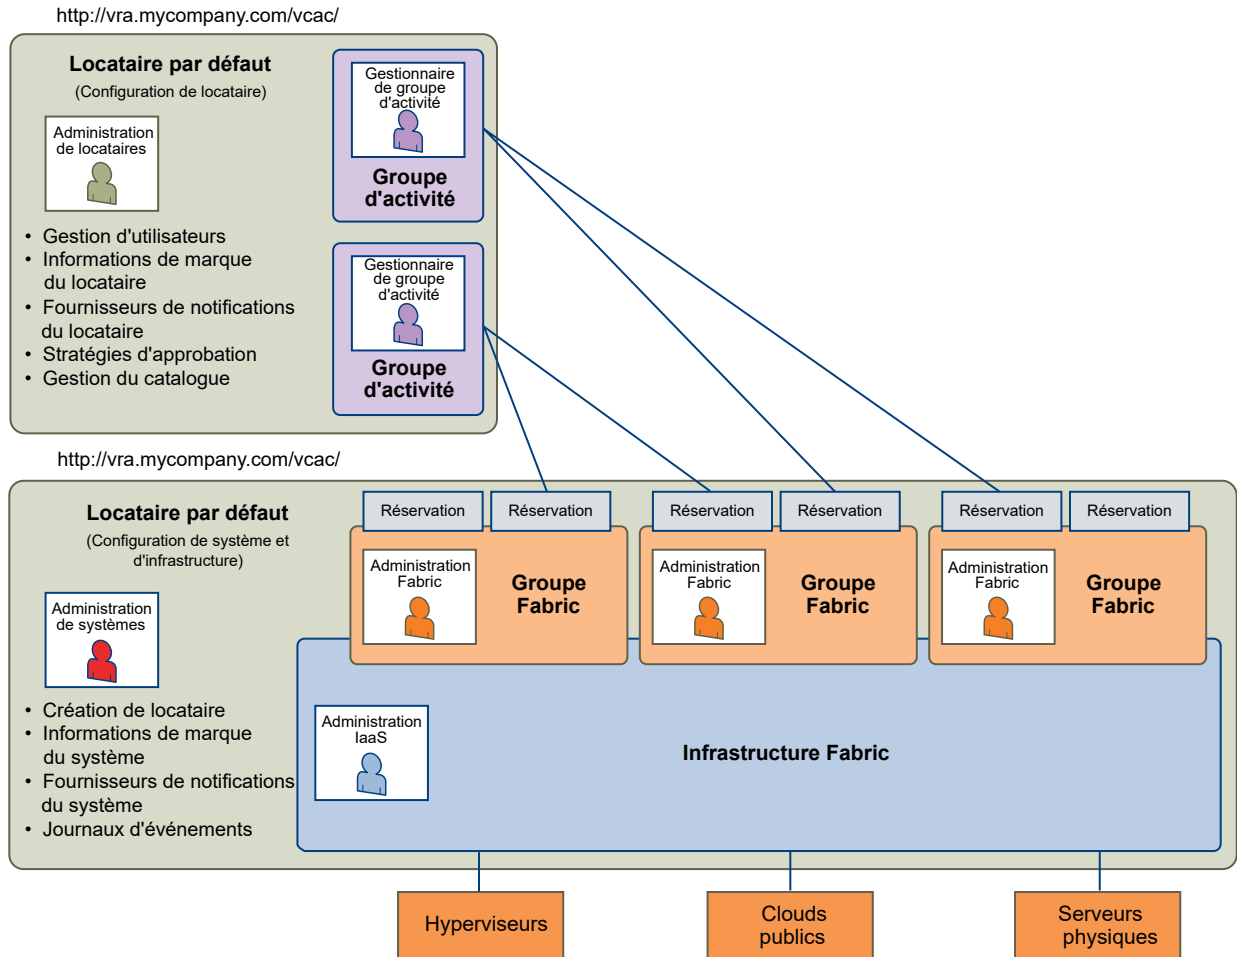 http://vra.mycompany.com/vcac/
Locataire par défaut
(Configuration de locataire)
Administration
de locataires
• Gestion d'utilisateurs
• Informations de marque
du locataire
• Fournisseurs de notifications
du locataire
• Stratégies d'approbation
• Gestion du catalogue
Gestionnaire
de groupe
d'activité
Groupe
d'activité
Gestionnaire
de groupe
d'activité
Groupe
d'activité
http://vra.mycompany.com/vcac/
Locataire par défaut
(Configuration de système et
d'infrastructure)
Administration
de systèmes
• Création de locataire
• Informations de marque
du système
• Fournisseurs de notifications
du système
• Journaux d'événements
Réservation
Réservation
Administration
Fabric
Groupe
Fabric
Réservation
Réservation
Administration
Fabric
Groupe
Fabric
Réservation
Réservation
Administration
Fabric
Groupe
Fabric
Administration
IaaS
Infrastructure Fabric
Hyperviseurs
Clouds
publics
Serveurs
physiques